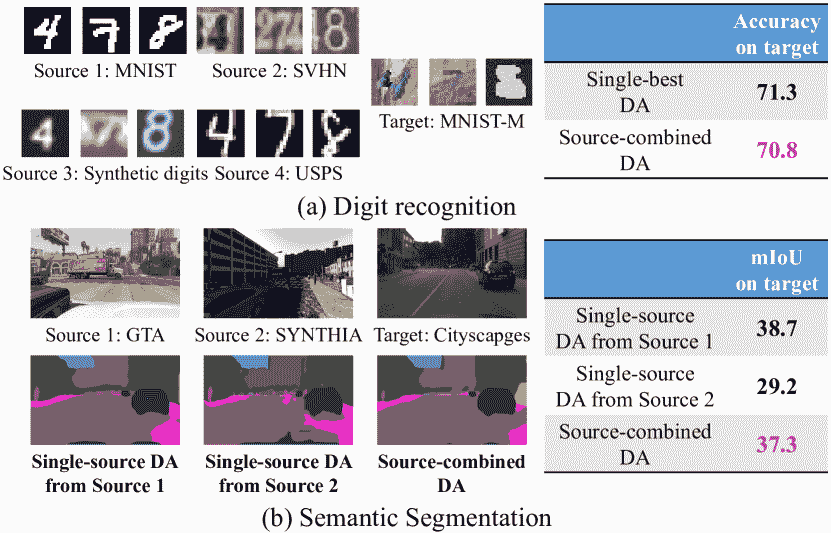 Source 1: MNIST
Source 2: SVHN
Target: MNIST-M
Source 3: Synthetic digits
Source 4: USPS
Accuracy
on target
Single-best
DA
71.3
Source-combined
DA
70.8
(a) Digit recognition
Source 1: GTA
Source 2: SYNTHIA
Target: Cityscapges
Single-source DA
from Source 1
Single-source DA
from Source 2
Source-combined
DA
mIoU
on target
Single-source
DA from Source 1
38.7
Single-source
DA from Source 2
29.2
Source-combined
DA
37.3
(b) Semantic Segmentation